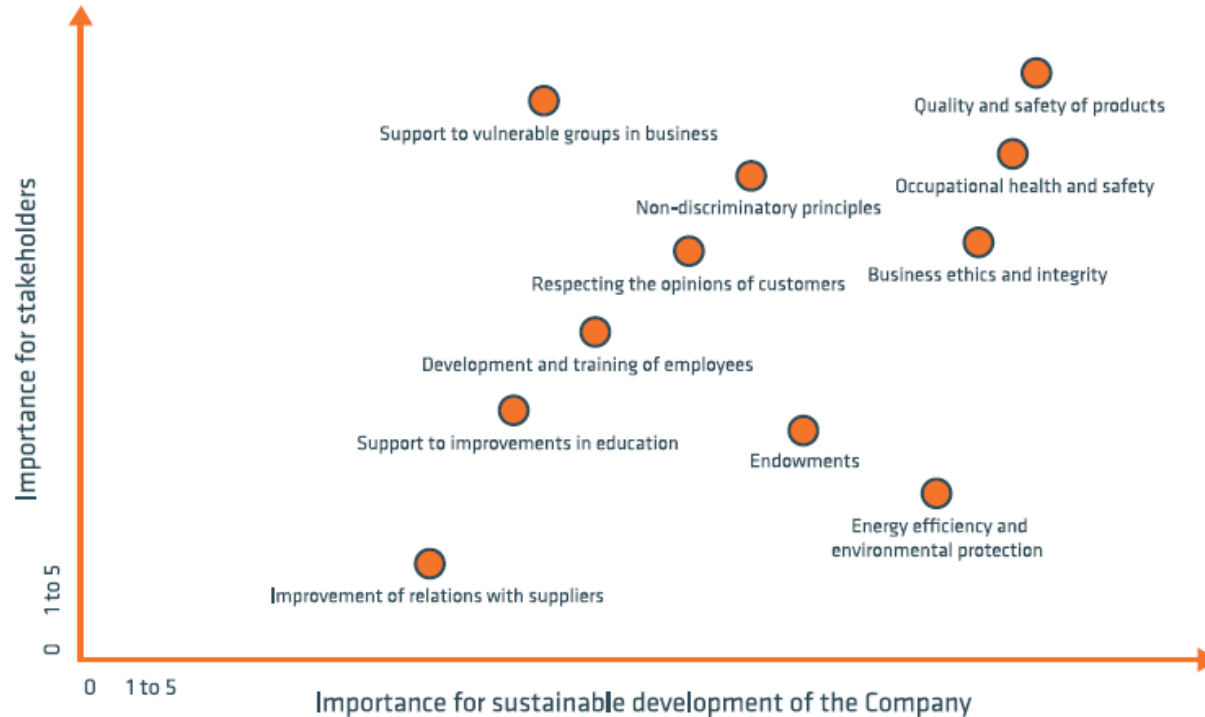 Importance for stakeholders
Quality and safety of products
Support to vulnerable groups in business
Occupational health and safety
Non-discriminatory principles
Business ethics and integrity
Respecting the opinions of customers
Development and training of employees
Support to improvements in education
Endowments
Energy efficiency and
environmental protection
Improvement of relations with suppliers
1 to 5
0
0 1 to 5
Importance for sustainable development of the Company